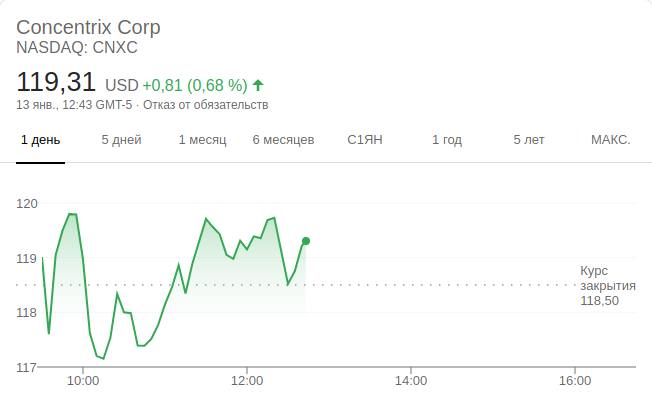 Concentrix Corp
NASDAQ: CNXC
119,31 USD +0,81 (0,68 %)
13 янв., 12:43 GMT-5 · Отказ от обязательств
1 день 5 дней 1 месяц 6 месяцев С1ЯН 1 год 5 лет МАКС.
120
119
118
117
Курс
закрытия
118,50
10:00 12:00 14:00 16:00